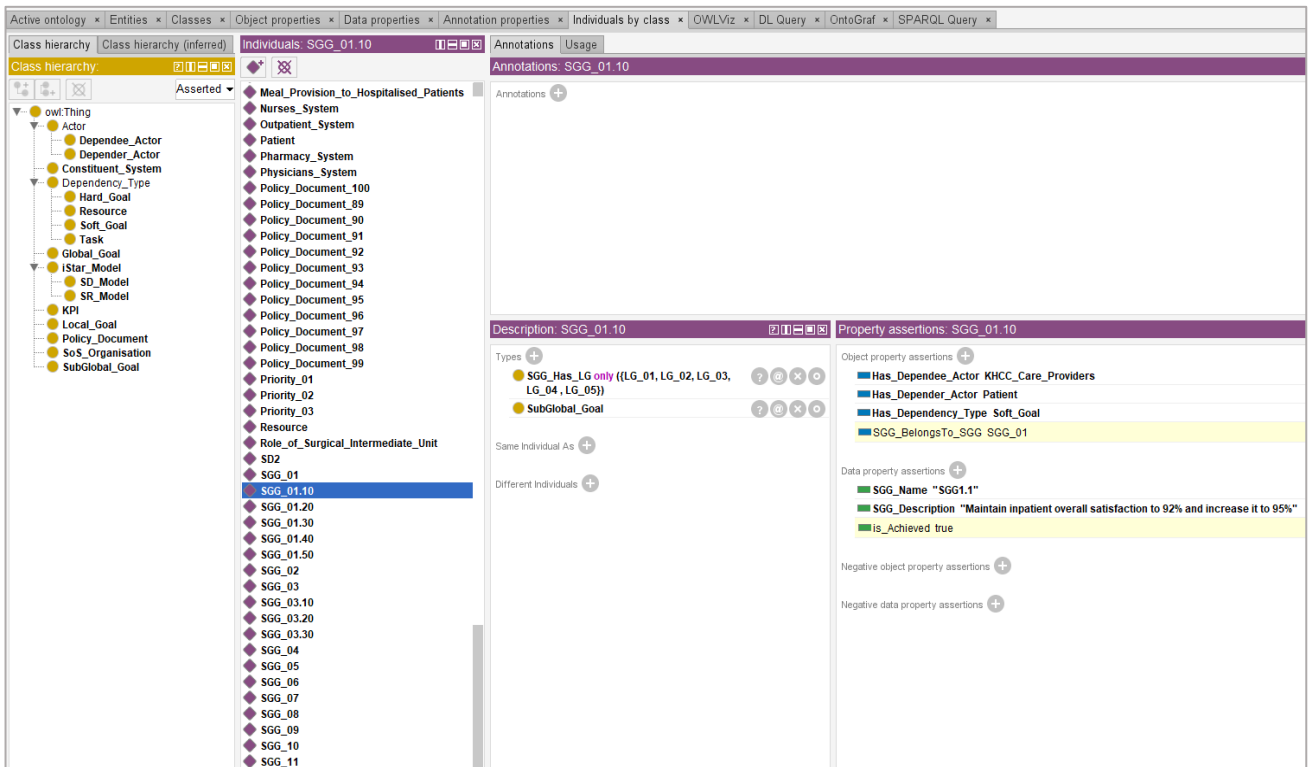 Active ontology × Entities × Classes × Object properties × Data properties × Annotation properties × Individuals by class × OWLViz × DL Query × OntoGraf × SPARQL Query ×
Class hierarchy Class hierarchy (inferred)
Class hierarchy:
Asserted
owl:Thing
Actor
Dependee_Actor
Depender_Actor
Constituent_System
Dependency_Type
Hard_Goal
Resource
Soft_Goal
Task
Global_Goal
iStar_Model
SD_Model
SR_Model
KPI
Local_Goal
Policy_Document
SoS_Organisation
SubGlobal_Goal
Individuals: SGG_01.10
Meal_Provision_to_Hospitalised_Patients
Nurses_System
Outpatient_System
Patient
Pharmacy_System
Physicians_System
Policy_Document_100
Policy_Document_89
Policy_Document_90
Policy_Document_91
Policy_Document_92
Policy_Document_93
Policy_Document_94
Policy_Document_95
Policy_Document_96
Policy_Document_97
Policy_Document_98
Policy_Document_99
Priority_01
Priority_02
Priority_03
Resource
Role_of_Surgical_Intermediate_Unit
SD2
SGG_01
SGG_01.10
SGG_01.20
SGG_01.30
SGG_01.40
SGG_01.50
SGG_02
SGG_03
SGG_03.10
SGG_03.20
SGG_03.30
SGG_04
SGG_05
SGG_06
SGG_07
SGG_08
SGG_09
SGG_10
SGG_11
Annotations Usage
Annotations: SGG_01.10
Annotations
Description: SGG_01.10
Types
SGG_Has_LG only ({LG_01, LG_02, LG_03,
LG_04 , LG_05})
SubGlobal_Goal
Same Individual As
Different Individuals
Property assertions: SGG_01.10
Object property assertions
Has_Dependee_Actor KHCC_Care_Providers
Has_Depender_Actor Patient
Has_Dependency_Type Soft_Goal
SGG_BelongsTo_SGG SGG_01
Data property assertions
SGG_Name "SGG1.1"
SGG_Description "Maintain inpatient overall satisfaction to 92% and increase it to 95%"
is_Achieved true
Negative object property assertions
Negative data property assertions